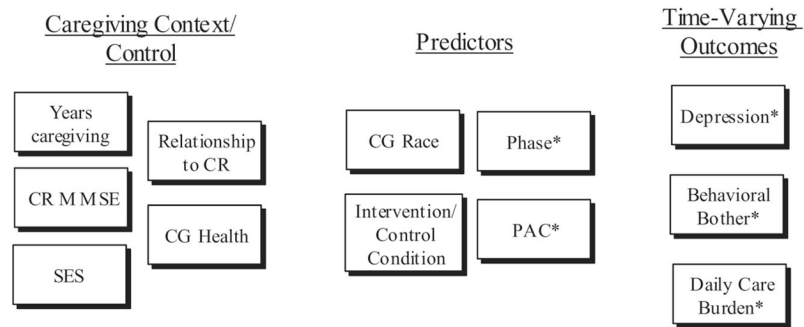 Caregiving Context/
Control
Years
caregiving
CR MMSE
SES
Relationship
to CR
CG Health
Predictors
CG Race
Intervention/
Control
Condition
Phase*
PAC*
Time-Varying
Outcomes
Depression*
Behavioral
Bother*
Daily Care
Burden*